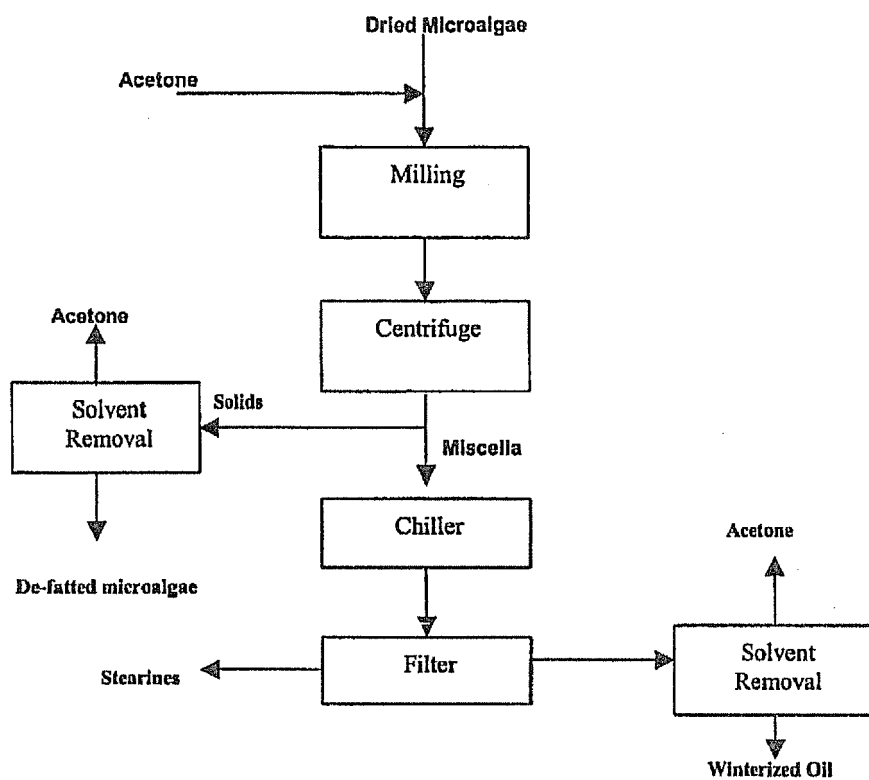 Dried Microalgae
Acetone
Milling
Centrifuge
Acetone
Solvent
Removal
Solids
Miscella
De-fatted microalgae
Chiller
Acetone
Stearines
Filter
Solvent
Removal
Winterized Oil